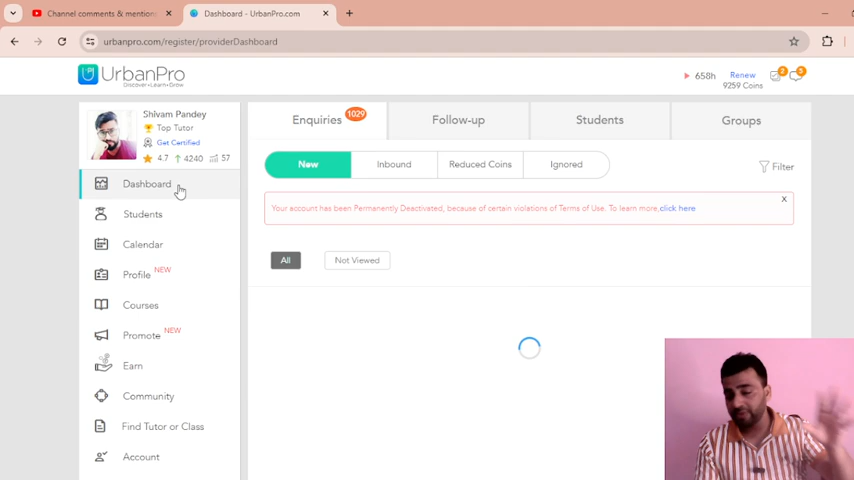 Channel comments & mention
Dashboard - UrbanPro.com
urbanpro.com/register/providerDashboard
UrbanPro
Discover•Learn•Grow
658h
Renew
9259 Coins
2
3
Shivam Pandey
Top Tutor
Get Certified
4.7 4240 57
Enquiries 1029
Follow-up
Students
Groups
New
Inbound
Reduced Coins
Ignored
Filter
Your account has been Permanently Deactivated, because of certain violations of Terms of Use. To learn more,click here
X
All
Not Viewed
Dashboard
Students
Calendar
Profile NEW
Courses
Promote NEW
Earn
Community
Find Tutor or Class
Account